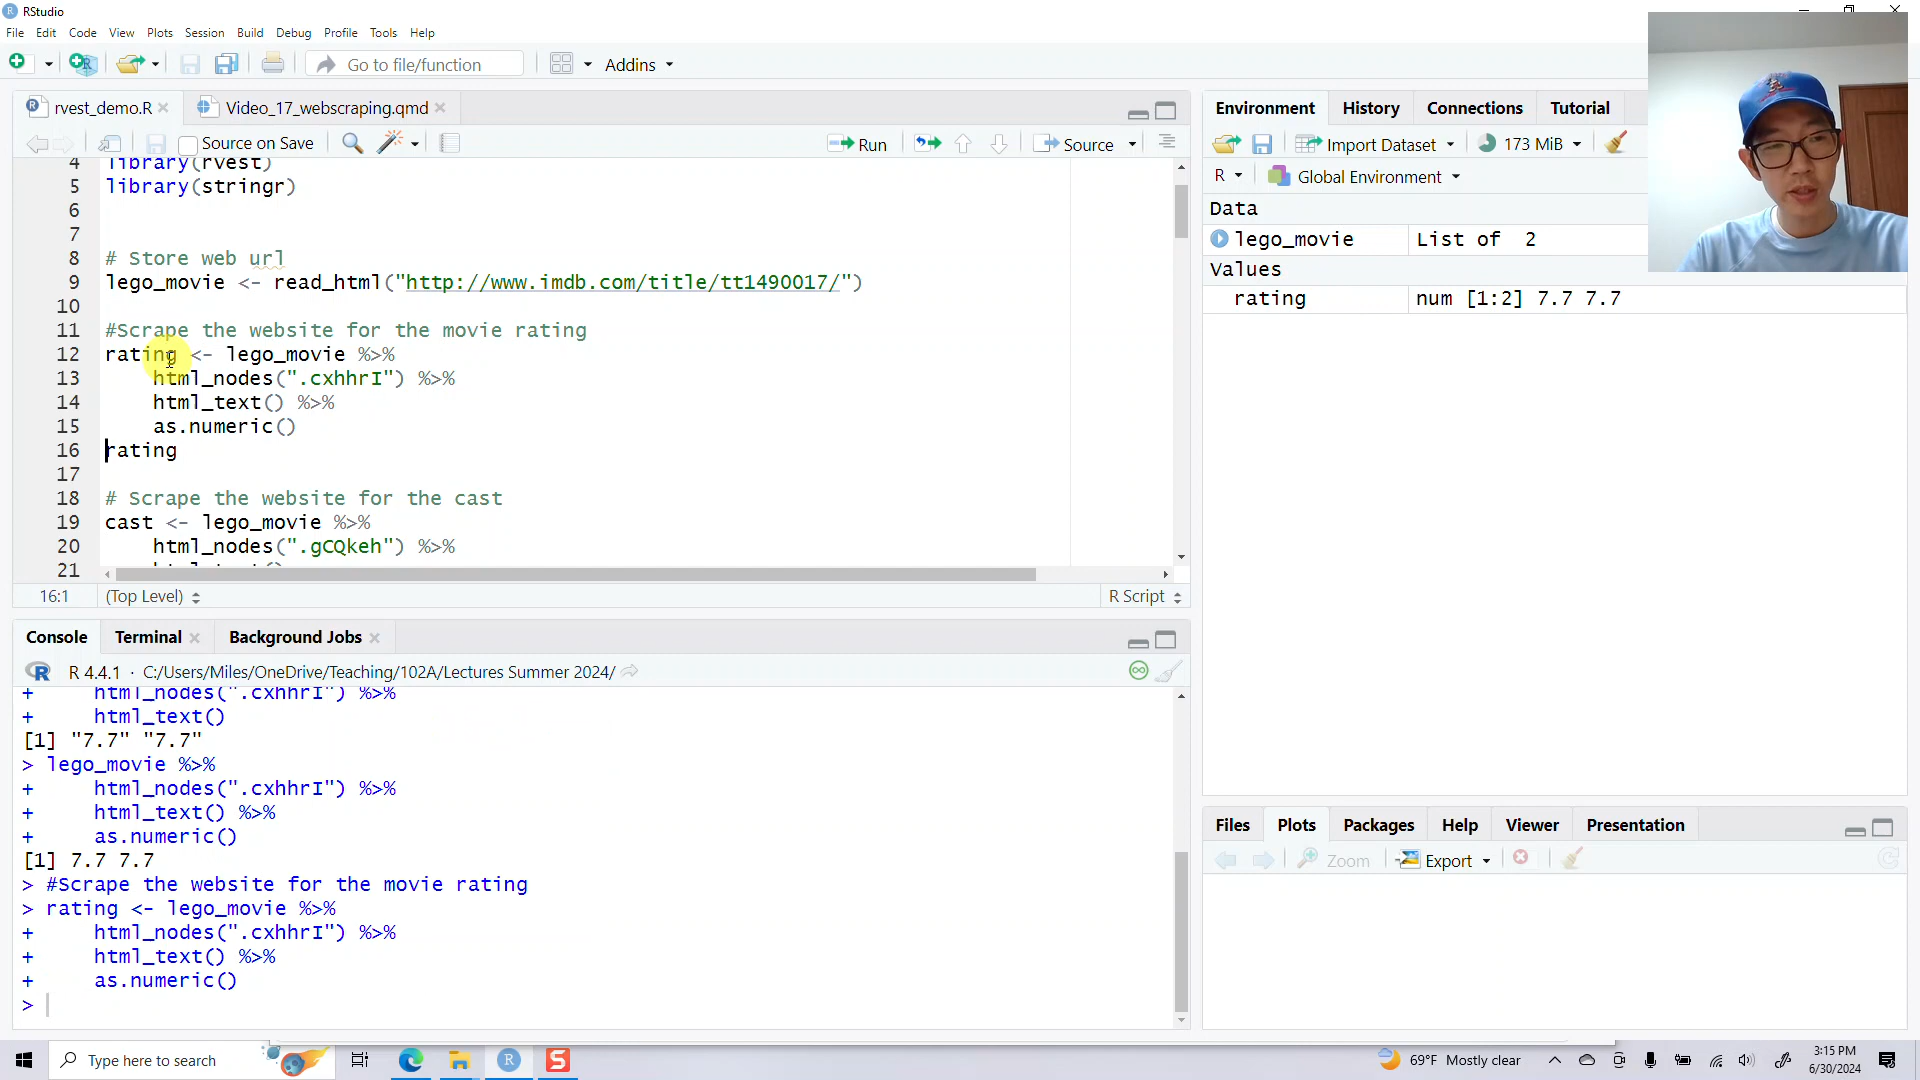 RStudio
File Edit Code View Plots Session Build Debug Profile Tools Help
Go to file/function Addins
rvest_demo.R Video_17_webscraping.qmd
Source on Save Run Source
4 library(rvest)
5 library(stringr)
6
7
8 # Store web url
9 lego_movie <- read_html("http://www.imdb.com/title/tt1490017/")
10
11 #Scrape the website for the movie rating
12 rating <- lego_movie %>%
13 html_nodes(".cxhhrI") %>%
14 html_text() %>%
15 as.numeric()
16 rating
17
18 # Scrape the website for the cast
19 cast <- lego_movie %>%
20 html_nodes(".gCQkeh") %>%
21 html_text()
16:1 (Top Level) R Script
Console Terminal Background Jobs
R 4.4.1 · C:/Users/Miles/OneDrive/Teaching/102A/Lectures Summer 2024/
+ html_nodes(".cxhhrI") %>%
+ html_text()
[1] "7.7" "7.7"
> lego_movie %>%
+ html_nodes(".cxhhrI") %>%
+ html_text() %>%
+ as.numeric()
[1] 7.7 7.7
> #Scrape the website for the movie rating
> rating <- lego_movie %>%
+ html_nodes(".cxhhrI") %>%
+ html_text() %>%
+ as.numeric()
>
Environment History Connections Tutorial
Import Dataset 173 MiB
R Global Environment
Data
lego_movie List of 2
Values
rating num [1:2] 7.7 7.7
Files Plots Packages Help Viewer Presentation
Zoom Export
Type here to search
R
S
69°F Mostly clear
3:15 PM
6/30/2024